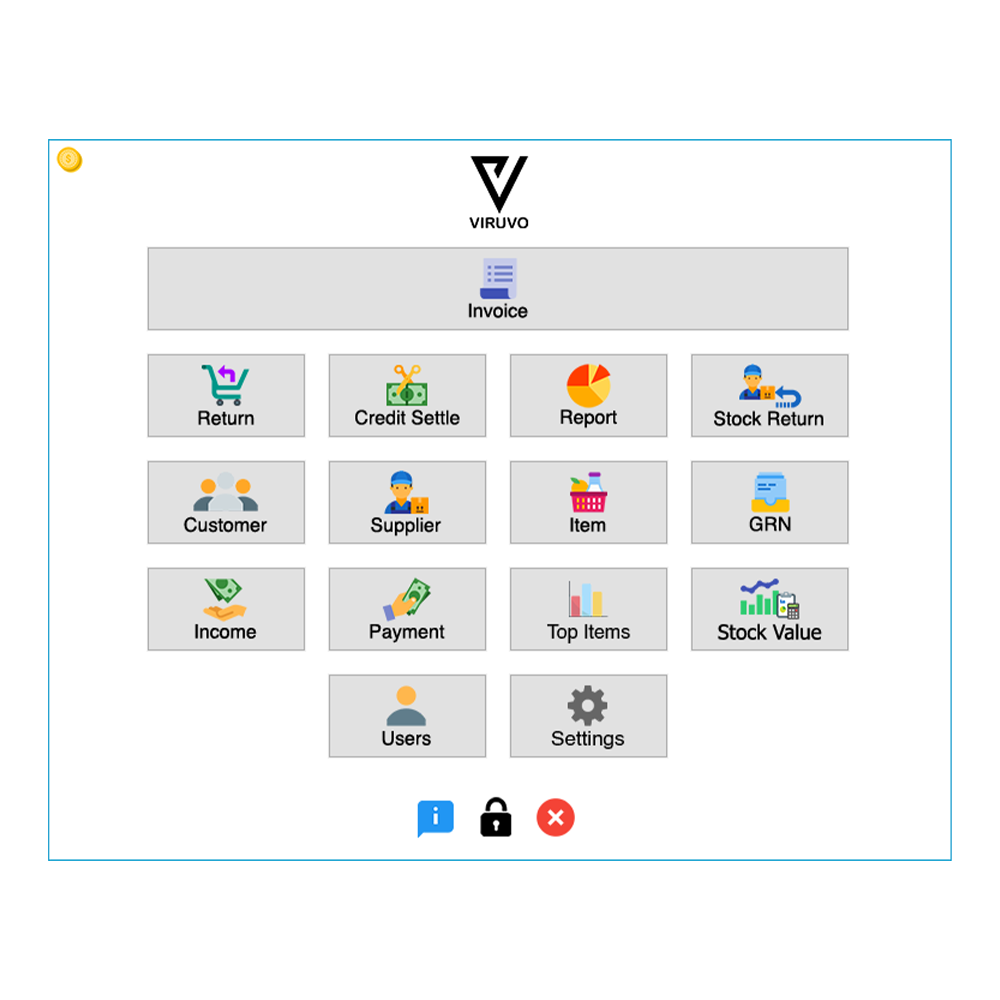 VIRUVO
Invoice
Return
Credit Settle
Report
Stock Return
Customer
Supplier
Item
GRN
Income
Payment
Top Items
Stock Value
Users
Settings